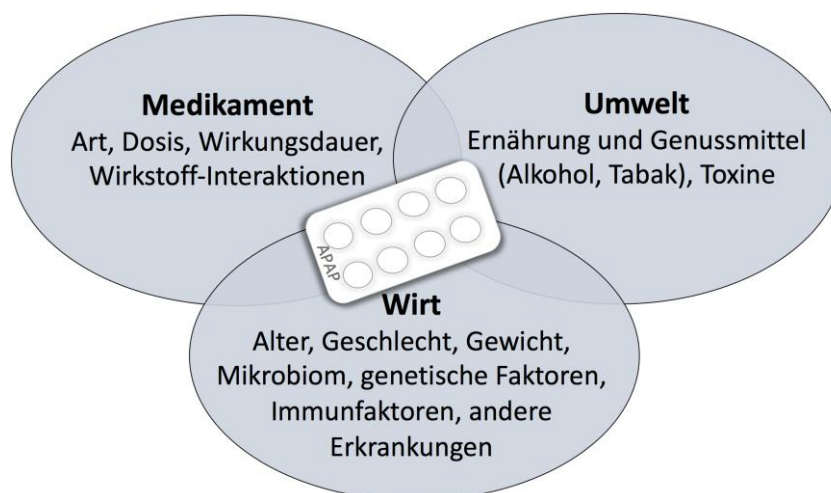 Medikament
Art, Dosis, Wirkungsdauer,
Wirkstoff-Interaktionen
Umwelt
Ernährung und Genussmittel
(Alkohol, Tabak), Toxine
APAP
Wirt
Alter, Geschlecht, Gewicht,
Mikrobiom, genetische Faktoren,
Immunfaktoren, andere
Erkrankungen